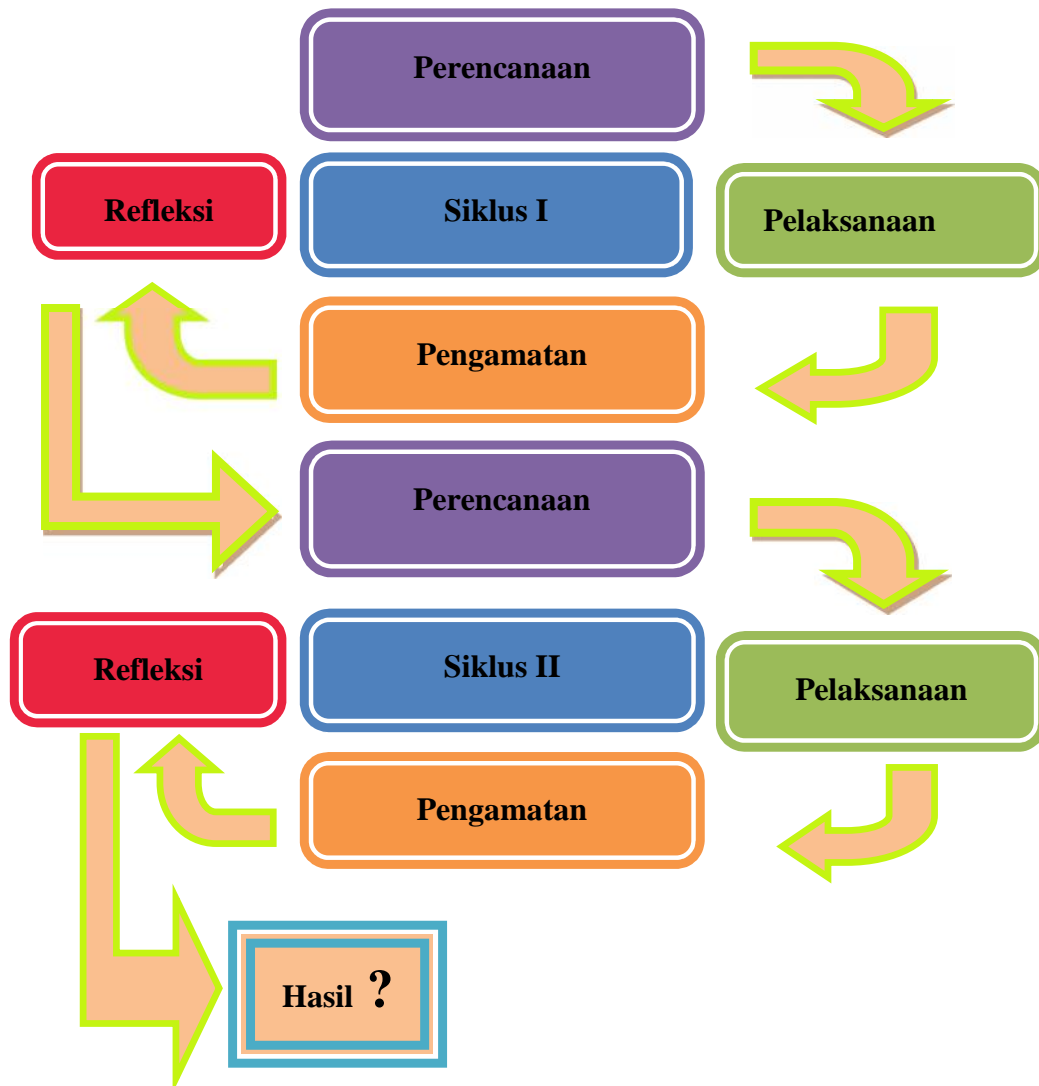 Perencanaan
Refleksi
Siklus I
Pelaksanaan
Pengamatan
Perencanaan
Refleksi
Siklus II
Pelaksanaan
Pengamatan
Hasil ?